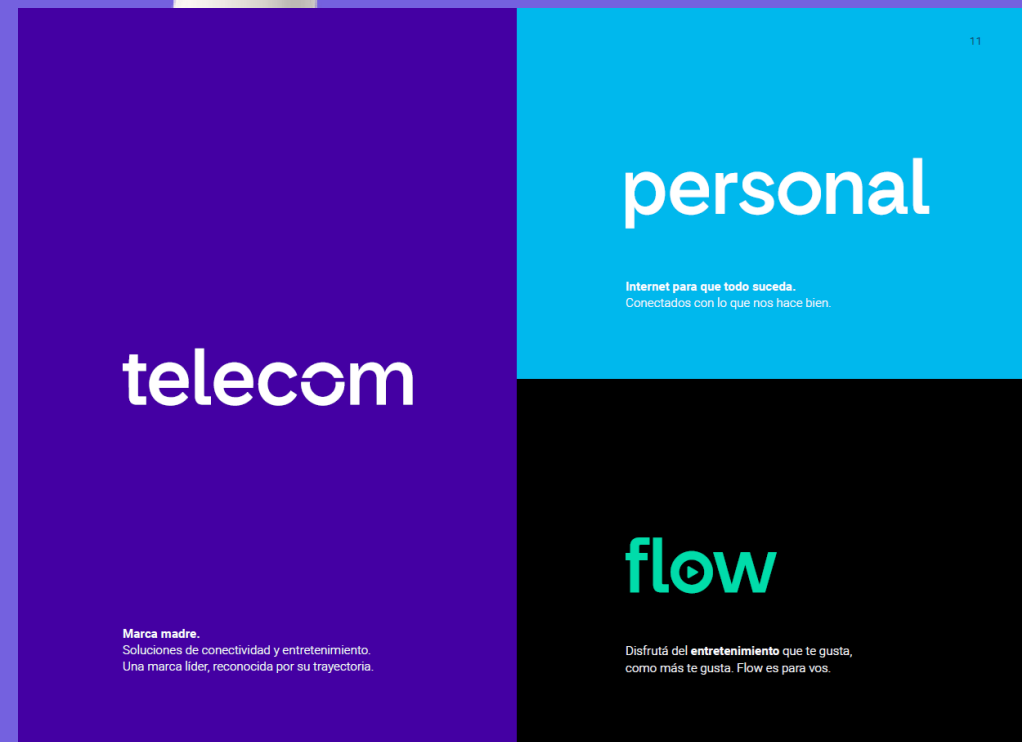 telecom
Marca madre.
Soluciones de conectividad y entretenimiento.
Una marca líder, reconocida por su trayectoria.
11
personal
Internet para que todo suceda.
Conectados con lo que nos hace bien.
flow
Disfrutá del entretenimiento que te gusta,
como más te gusta. Flow es para vos.